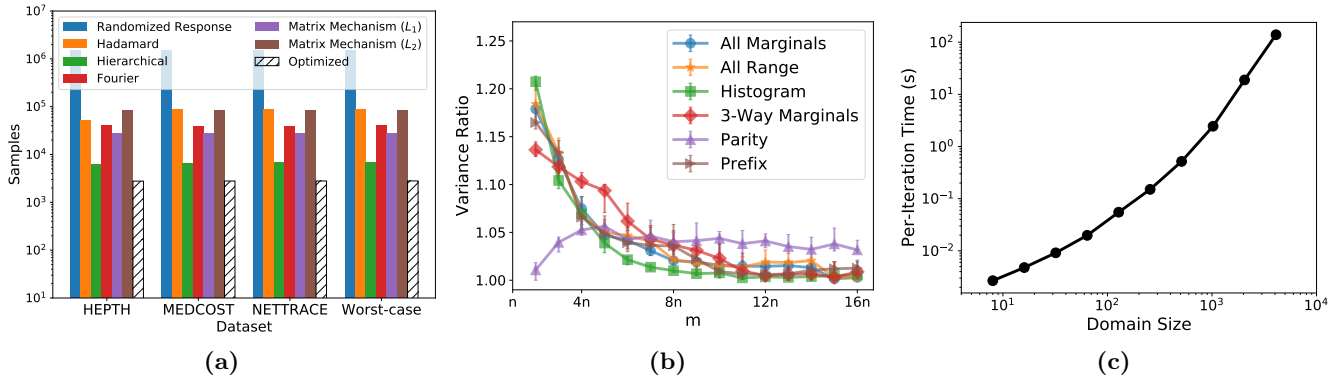 10^7
10^6
10^5
10^4
10^3
10^2
10^1
Samples
Randomized Response
Hadamard
Hierarchical
Fourier
Matrix Mechanism (L_1)
Matrix Mechanism (L_2)
Optimized
HEPTH MEDCOST NETTRACE Worst-case
Dataset
(a)
1.25
1.20
1.15
1.10
1.05
1.00
Variance Ratio
All Marginals
All Range
Histogram
3-Way Marginals
Parity
Prefix
n 4n 8n 12n 16n
m
(b)
10^2
10^1
10^0
10^−1
10^−2
Per-Iteration Time (s)
10^1 10^2 10^3 10^4
Domain Size
(c)